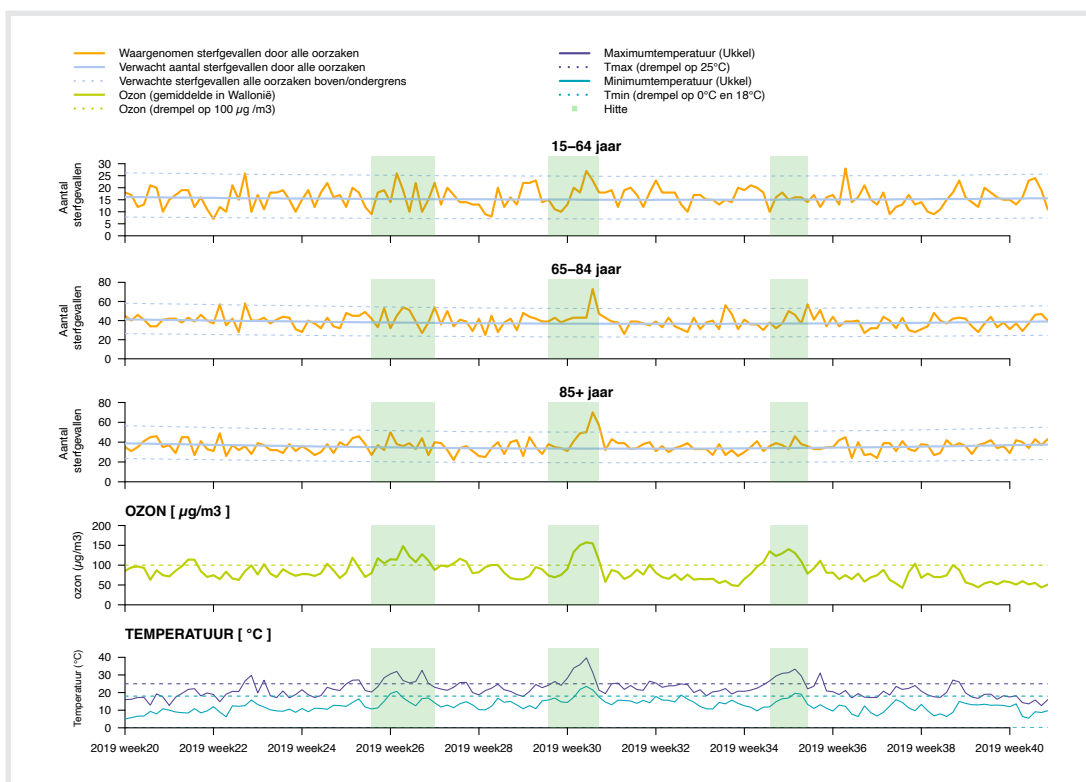 Waargenomen sterfgevallen door alle oorzaken
Verwacht aantal sterfgevallen door alle oorzaken
Verwachte sterfgevallen alle oorzaken boven/ondergrens
Ozon (gemiddelde in Wallonië)
Ozon (drempel op 100 µg /m3)
Maximumtemperatuur (Ukkel)
Tmax (drempel op 25°C)
Minimumtemperatuur (Ukkel)
Tmin (drempel op 0°C en 18°C)
Hitte
15–64 jaar
Aantal
sterfgevallen
30
25
20
15
10
5
0
65–84 jaar
Aantal
sterfgevallen
80
60
40
20
0
85+ jaar
Aantal
sterfgevallen
80
60
40
20
0
OZON [ µg/m3 ]
ozon (µg/m3)
200
150
100
50
0
TEMPERATUUR [ °C ]
Temperatuur (°C)
40
30
20
10
0
2019 week20 2019 week22 2019 week24 2019 week26 2019 week28 2019 week30 2019 week32 2019 week34 2019 week36 2019 week38 2019 week40